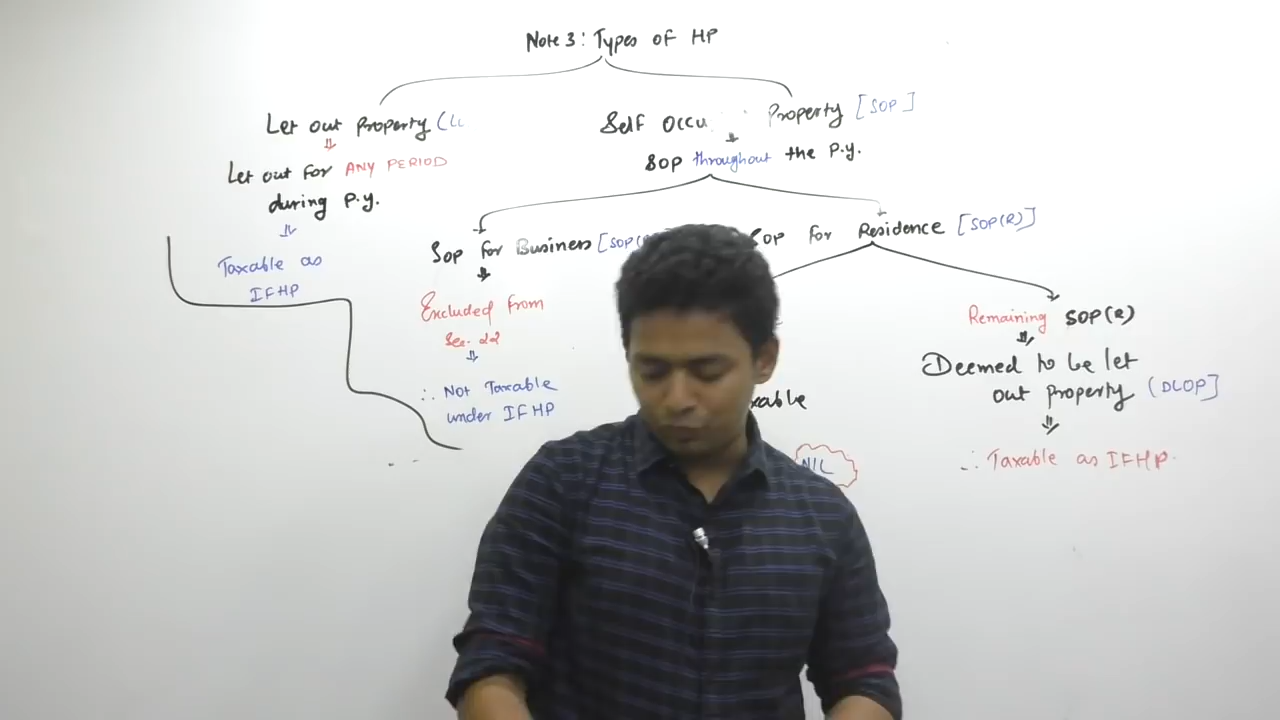 Note 3: Types of HP
Let out Property (L
Let out for ANY PERIOD
during P.y.
Taxable as
IFHP
Self Occu Property [SOP]
SOP throughout the P.y.
Sop for Business [SOP(
Excluded from
Sec. 22
∴ Not Taxable
under IFHP
Sop for Residence [SOP(R)]
xable
NIL
Remaining SOP(R)
Deemed to be let
out property (DLOP]
∴ Taxable as IFHP.